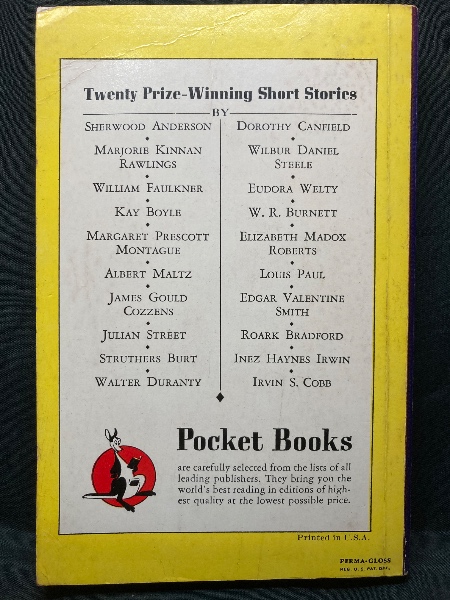 Twenty Prize-Winning Short Stories
BY
Sherwood Anderson
Marjorie Kinnan
Rawlings
William Faulkner
Kay Boyle
Margaret Prescott
Montague
Albert Maltz
James Gould
Cozzens
Julian Street
Struthers Burt
Walter Duranty
Dorothy Canfield
Wilbur Daniel
Steele
Eudora Welty
W. R. Burnett
Elizabeth Madox
Roberts
Louis Paul
Edgar Valentine
Smith
Roark Bradford
Inez Haynes Irwin
Irvin S. Cobb
Pocket Books
are carefully selected from the lists of all
leading publishers. They bring you the
world's best reading in editions of high-
est quality at the lowest possible price.
Printed in U.S.A.
PERMA-GLOSS
REG. U. S. PAT. OFF.